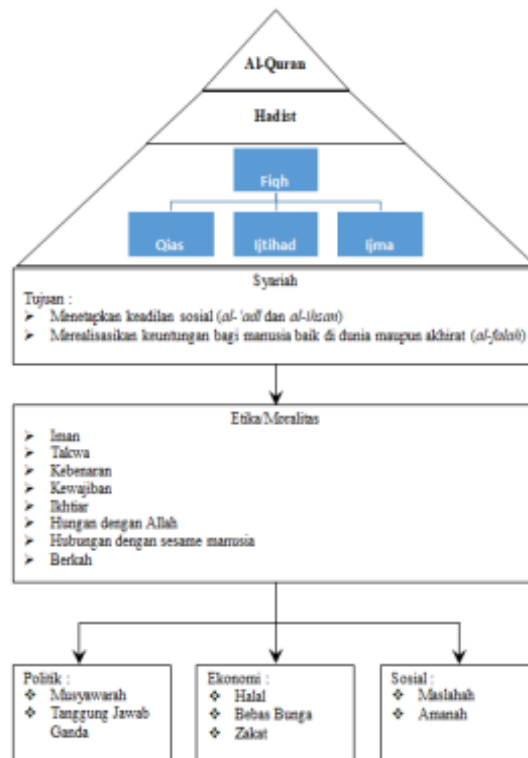 Al-Quran
Hadist
Fiqh
Qias
Ijtihad
Ijma
Syariah
Tujuan :
➤ Menetapkan keadilan sosial (al-'adl dan al-ihsan)
➤ Merealisasikan keuntungan bagi manusia baik di dunia maupun akhirat (al-falah)
Etika/Moralitas
➤ Iman
➤ Takwa
➤ Kebenaran
➤ Kewajiban
➤ Ikhtiar
➤ Hungan dengan Allah
➤ Hubungan dengan sesame manusia
➤ Berkah
Politik :
❖ Musyawarah
❖ Tanggung Jawab
Ganda
Ekonomi :
❖ Halal
❖ Bebas Bunga
❖ Zakat
Sosial :
❖ Maslahah
❖ Amanah